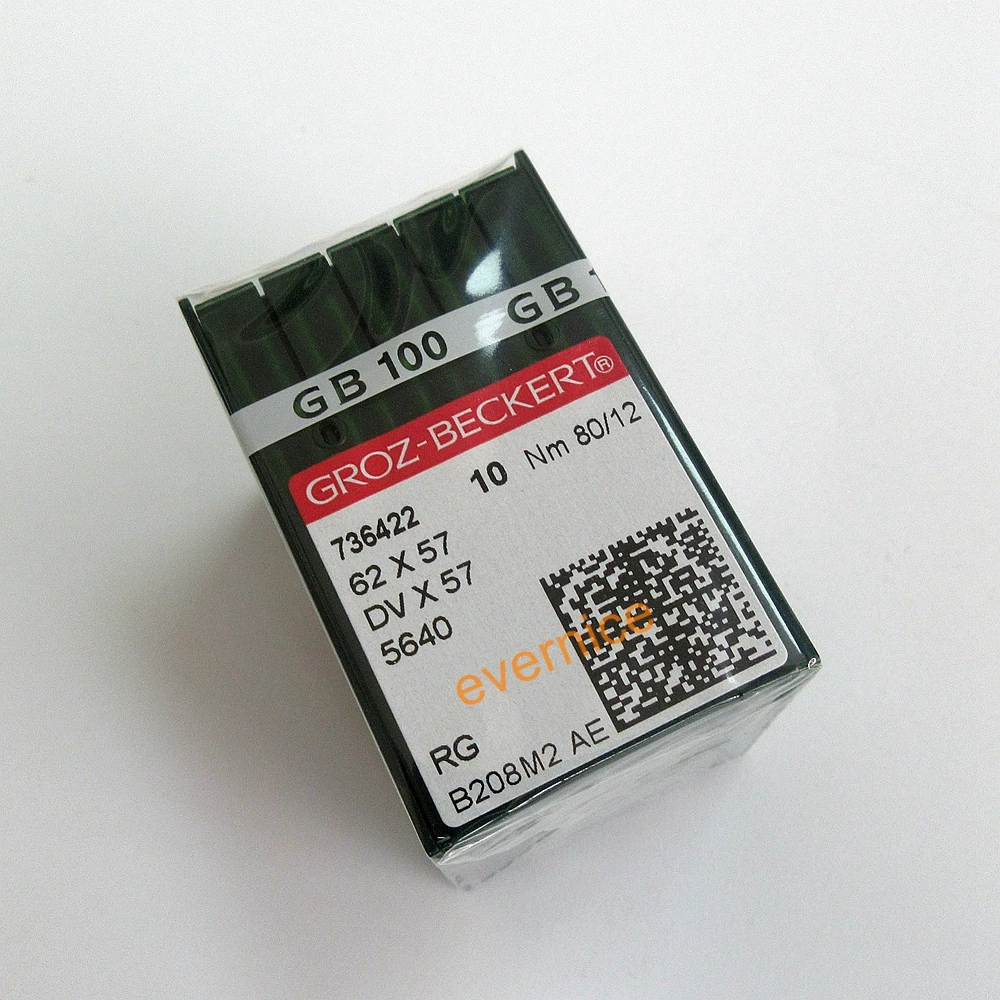 GB 100 GB 1
GROZ-BECKERT®
10 Nm 80/12
736422
62 X 57
DV X 57
5640
evernice
RG
B208M2 AE